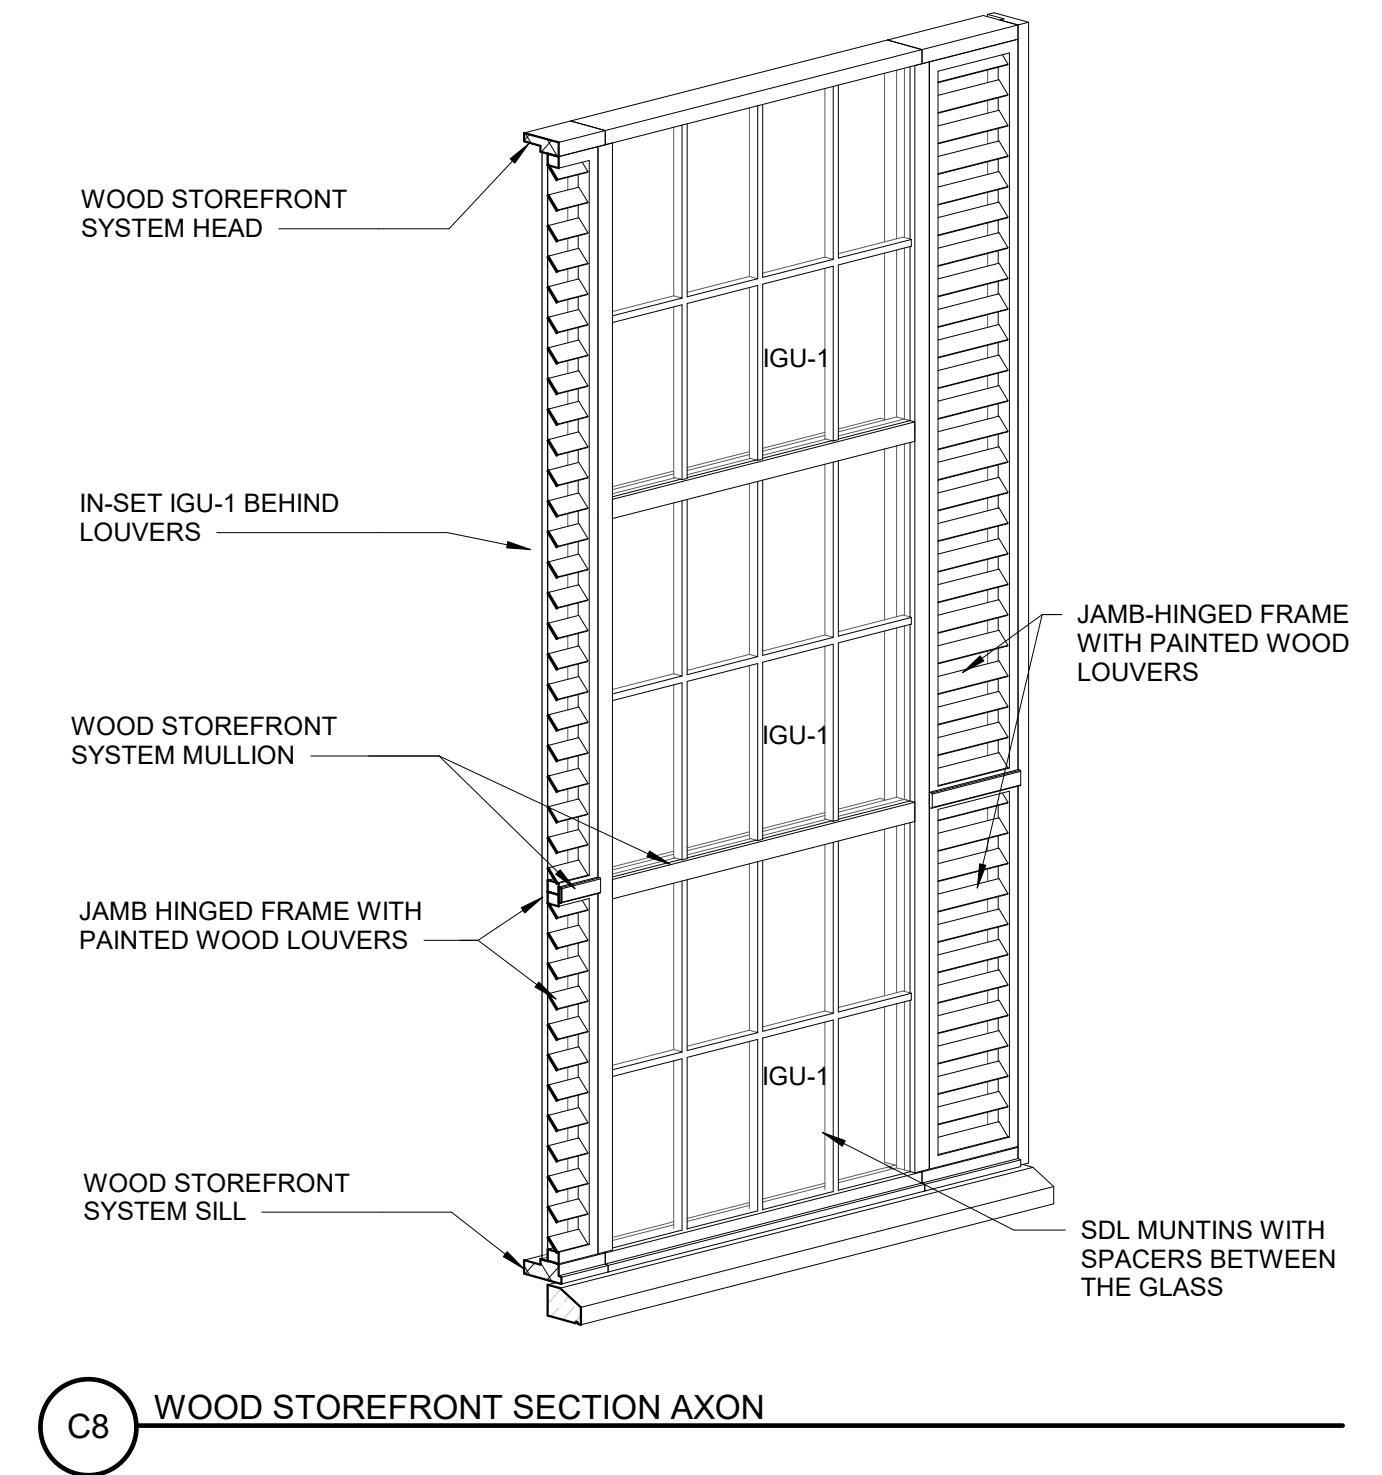 WOOD STOREFRONT
SYSTEM HEAD
IGU-1
IN-SET IGU-1 BEHIND
LOUVERS
JAMB-HINGED FRAME
WITH PAINTED WOOD
LOUVERS
WOOD STOREFRONT
SYSTEM MULLION
IGU-1
JAMB HINGED FRAME WITH
PAINTED WOOD LOUVERS
IGU-1
WOOD STOREFRONT
SYSTEM SILL
SDL MUNTINS WITH
SPACERS BETWEEN
THE GLASS
C8
WOOD STOREFRONT SECTION AXON